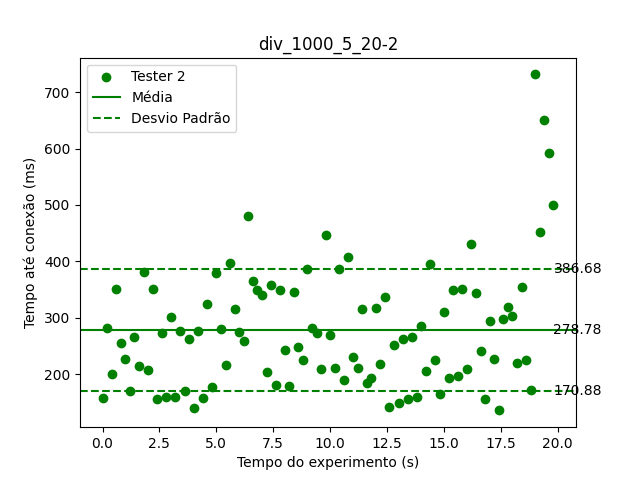 div_1000_5_20-2
Tester 2
Média
Desvio Padrão
700
600
500
400
300
200
Tempo até conexão (ms)
386.68
278.78
170.88
0.0 2.5 5.0 7.5 10.0 12.5 15.0 17.5 20.0
Tempo do experimento (s)